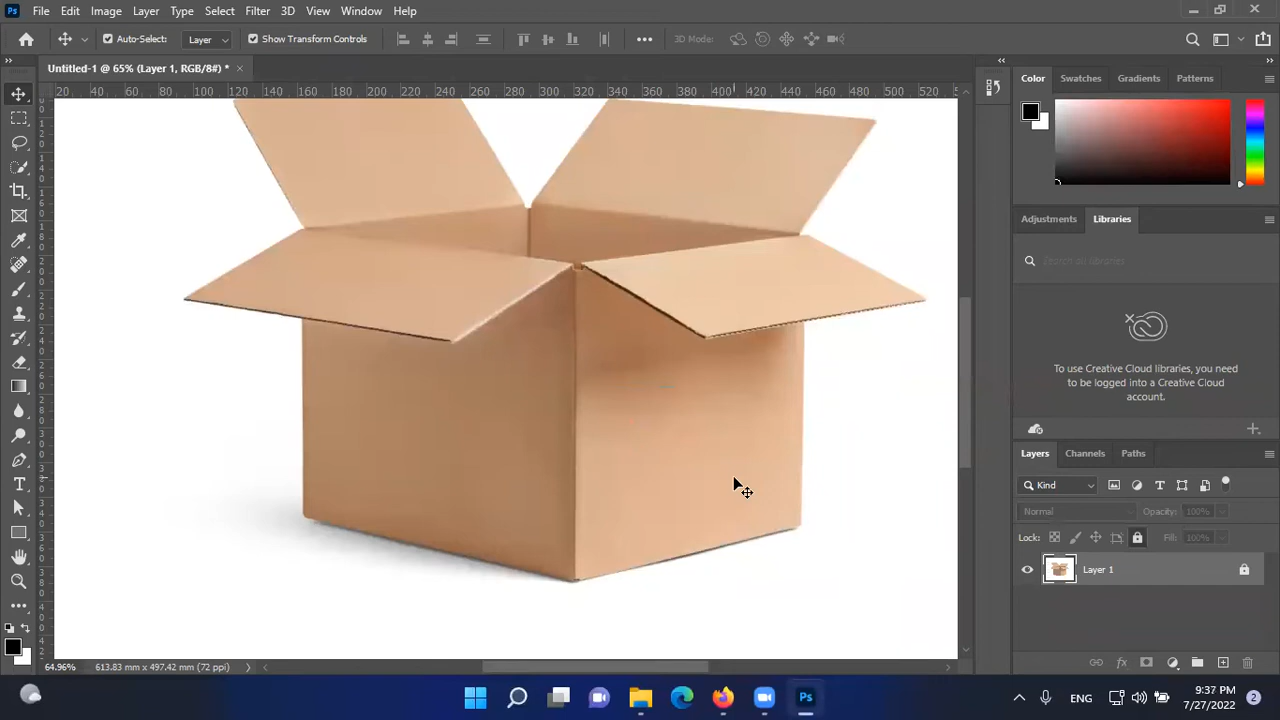 Ps File Edit Image Layer Type Select Filter 3D View Window Help
Auto-Select: Layer Show Transform Controls 3D Mode:
Untitled-1 @ 65% (Layer 1, RGB/8#) *
20 40 60 80 100 120 140 160 180 200 220 240 260 280 300 320 340 360 380 400 420 440 460 480 500 520
Color Swatches Gradients Patterns
Adjustments Libraries
Search all libraries
To use Creative Cloud libraries, you need
to be logged into a Creative Cloud
account.
Layers Channels Paths
Kind
Normal Opacity: 100%
Lock: Fill: 100%
Layer 1
64.96% 613.83 mm x 497.42 mm (72 ppi)
Ps ENG 9:37 PM
7/27/2022 2